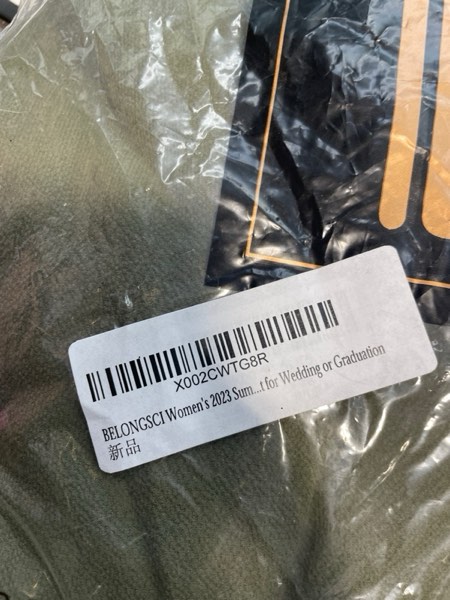 X002CWTG8R
BELONGSCI Women's 2023 Sum...t for Wedding or Graduation
新品